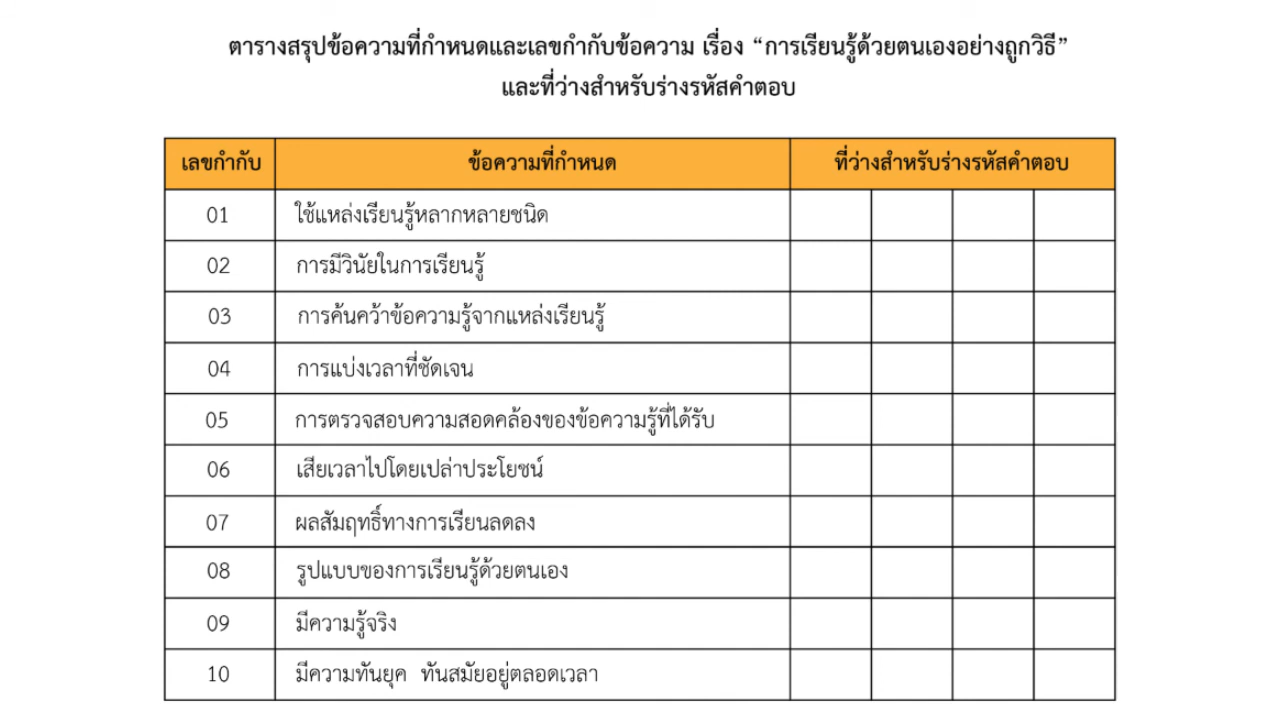 ตารางสรุปข้อความที่กำหนดและเลขกำกับข้อความ เรื่อง “การเรียนรู้ด้วยตนเองอย่างถูกวิธี”
และที่ว่างสำหรับร่างรหัสคำตอบ
เลขกำกับ ข้อความที่กำหนด ที่ว่างสำหรับร่างรหัสคำตอบ
01 ใช้แหล่งเรียนรู้หลากหลายชนิด
02 การมีวินัยในการเรียนรู้
03 การค้นคว้าข้อความรู้จากแหล่งเรียนรู้
04 การแบ่งเวลาที่ชัดเจน
05 การตรวจสอบความสอดคล้องของข้อความรู้ที่ได้รับ
06 เสียเวลาไปโดยเปล่าประโยชน์
07 ผลสัมฤทธิ์ทางการเรียนลดลง
08 รูปแบบของการเรียนรู้ด้วยตนเอง
09 มีความรู้จริง
10 มีความทันยุค ทันสมัยอยู่ตลอดเวลา